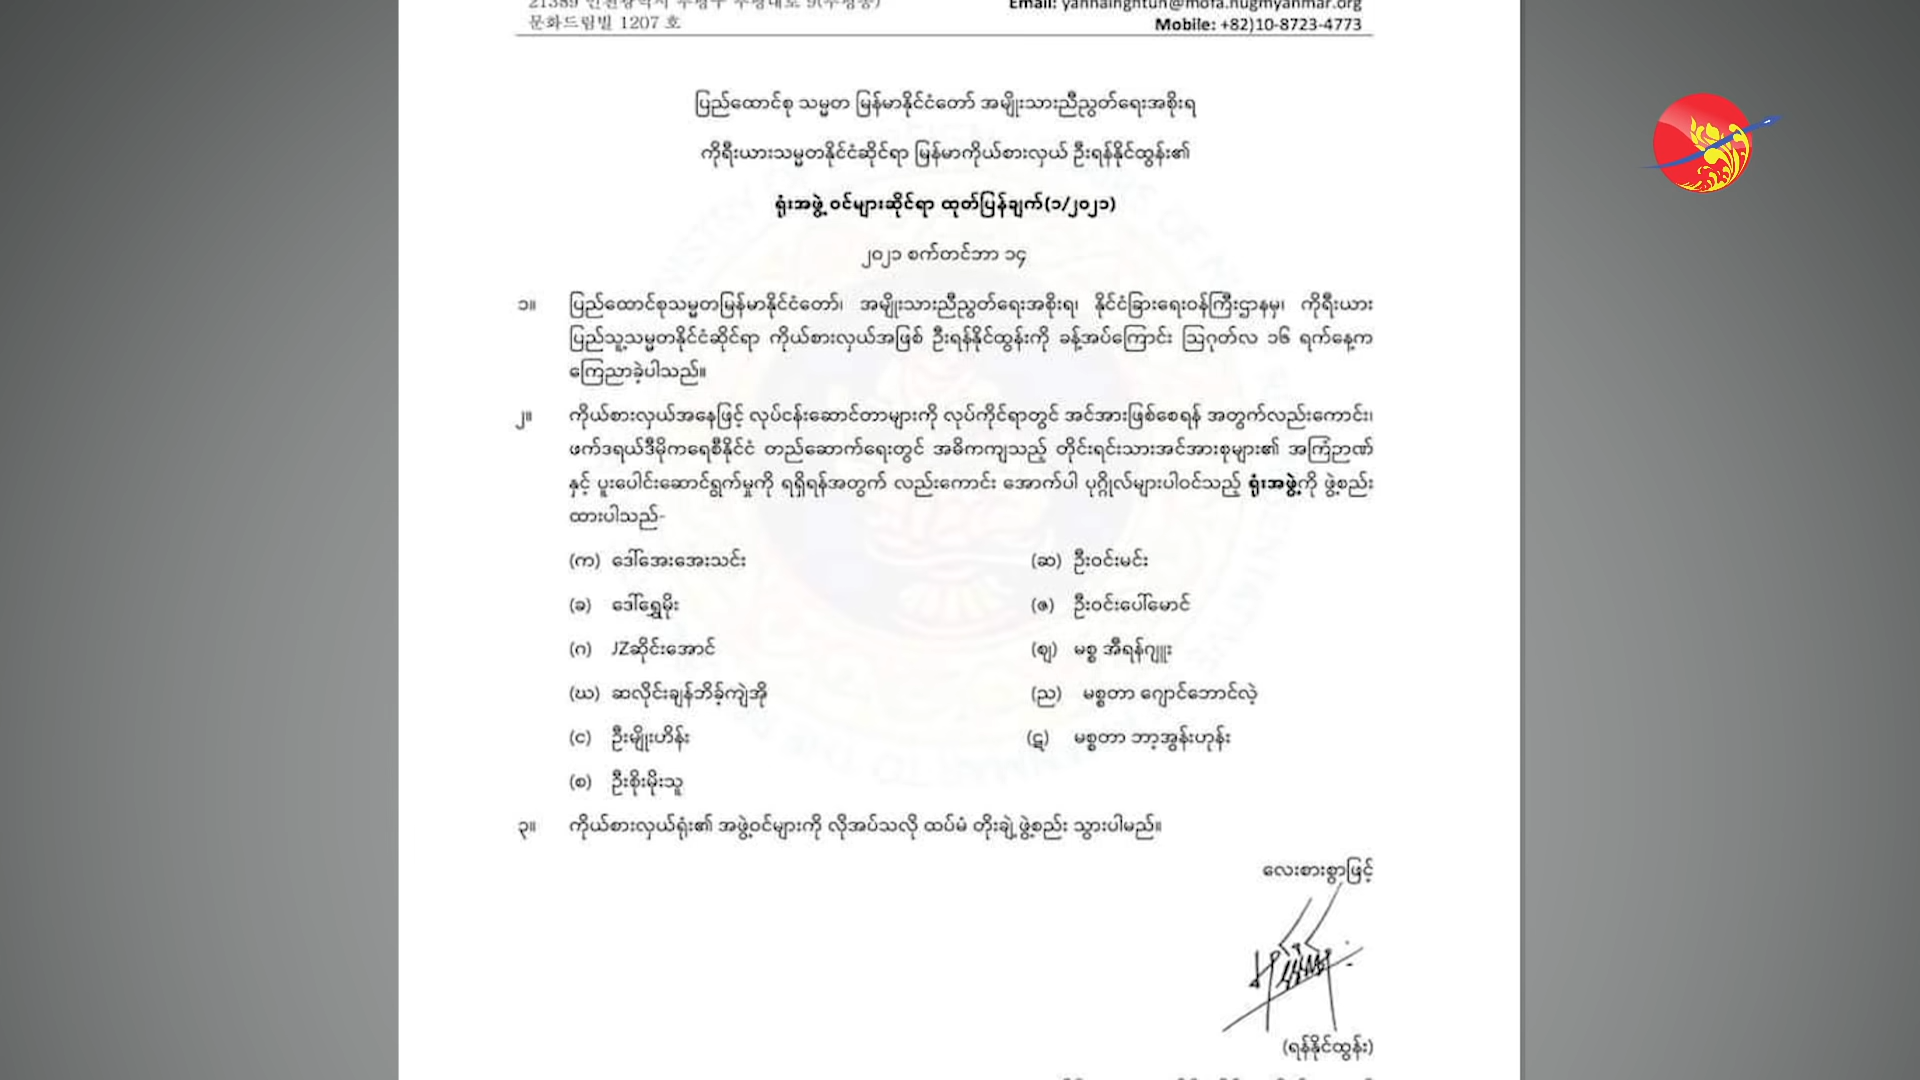 21389 인천광역시 부평구 부평대로 9(부평동)
문화드림빌 1207 호
Email: yannainghtun@mofa.nugmyanmar.org
Mobile: +82)10-8723-4773
ပြည်ထောင်စု သမ္မတ မြန်မာနိုင်ငံတော် အမျိုးသားညီညွတ်ရေးအစိုးရ
ကိုရီးယားသမ္မတနိုင်ငံဆိုင်ရာ မြန်မာကိုယ်စားလှယ် ဦးရန်နိုင်ထွန်း၏
ရုံးအဖွဲ့ ဝင်များဆိုင်ရာ ထုတ်ပြန်ချက်(၁/၂၀၂၁)
၂၀၂၁ စက်တင်ဘာ ၁၄
၁။ ပြည်ထောင်စုသမ္မတမြန်မာနိုင်ငံတော်၊ အမျိုးသားညီညွတ်ရေးအစိုးရ၊ နိုင်ငံခြားရေးဝန်ကြီးဌာနမှ၊ ကိုရီးယား
ပြည်သူ့သမ္မတနိုင်ငံဆိုင်ရာ ကိုယ်စားလှယ်အဖြစ် ဦးရန်နိုင်ထွန်းကို ခန့်အပ်ကြောင်း ဩဂုတ်လ ၁၆ ရက်နေ့က
ကြေညာခဲ့ပါသည်။
၂။ ကိုယ်စားလှယ်အနေဖြင့် လုပ်ငန်းဆောင်တာများကို လုပ်ကိုင်ရာတွင် အင်အားဖြစ်စေရန် အတွက်လည်းကောင်း၊
ဖက်ဒရယ်ဒီမိုကရေစီနိုင်ငံ တည်ဆောက်ရေးတွင် အဓိကကျသည့် တိုင်းရင်းသားအင်အားစုများ၏ အကြံဉာဏ်
နှင့် ပူးပေါင်းဆောင်ရွက်မှုကို ရရှိရန်အတွက် လည်းကောင်း အောက်ပါ ပုဂ္ဂိုလ်များပါဝင်သည့် ရုံးအဖွဲ့ကို ဖွဲ့စည်း
ထားပါသည်-
(က) ဒေါ်အေးအေးသင်း
(ခ) ဒေါ်ရွှေမိုး
(ဂ) JZဆိုင်းအောင်
(ဃ) ဆလိုင်းချန်ဘိခ့်ကျဲအို
(င) ဦးမျိုးဟိန်း
(စ) ဦးစိုးမိုးသူ
(ဆ) ဦးဝင်းမင်း
(ဇ) ဦးဝင်းပေါ်မောင်
(ဈ) မစ္စ အီရန်ဂျူး
(ည) မစ္စတာ ဂျောင်ဘောင်လဲ့
(ဋ) မစ္စတာ ဘာ့အွန်းဟုန်း
၃။ ကိုယ်စားလှယ်ရုံး၏ အဖွဲ့ဝင်များကို လိုအပ်သလို ထပ်မံ တိုးချဲ့ ဖွဲ့စည်း သွားပါမည်။
လေးစားစွာဖြင့်
(ရန်နိုင်ထွန်း)